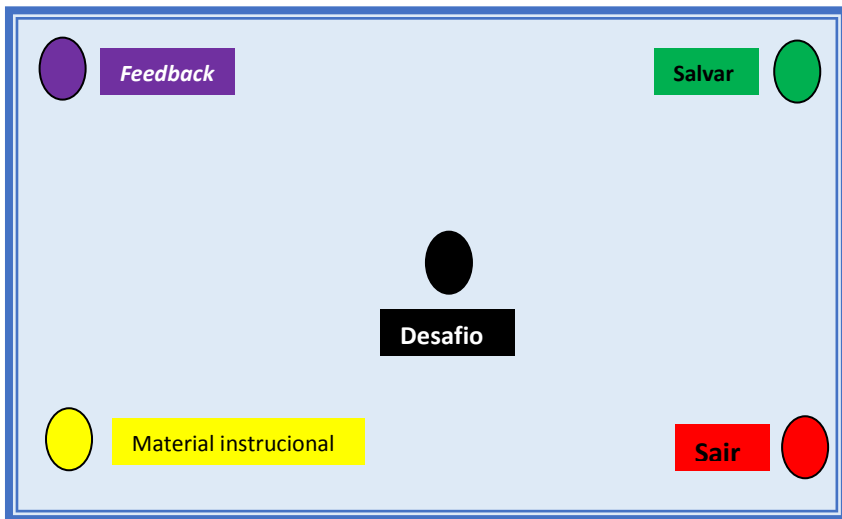 Feedback
Salvar
Desafio
Material instrucional
Sair